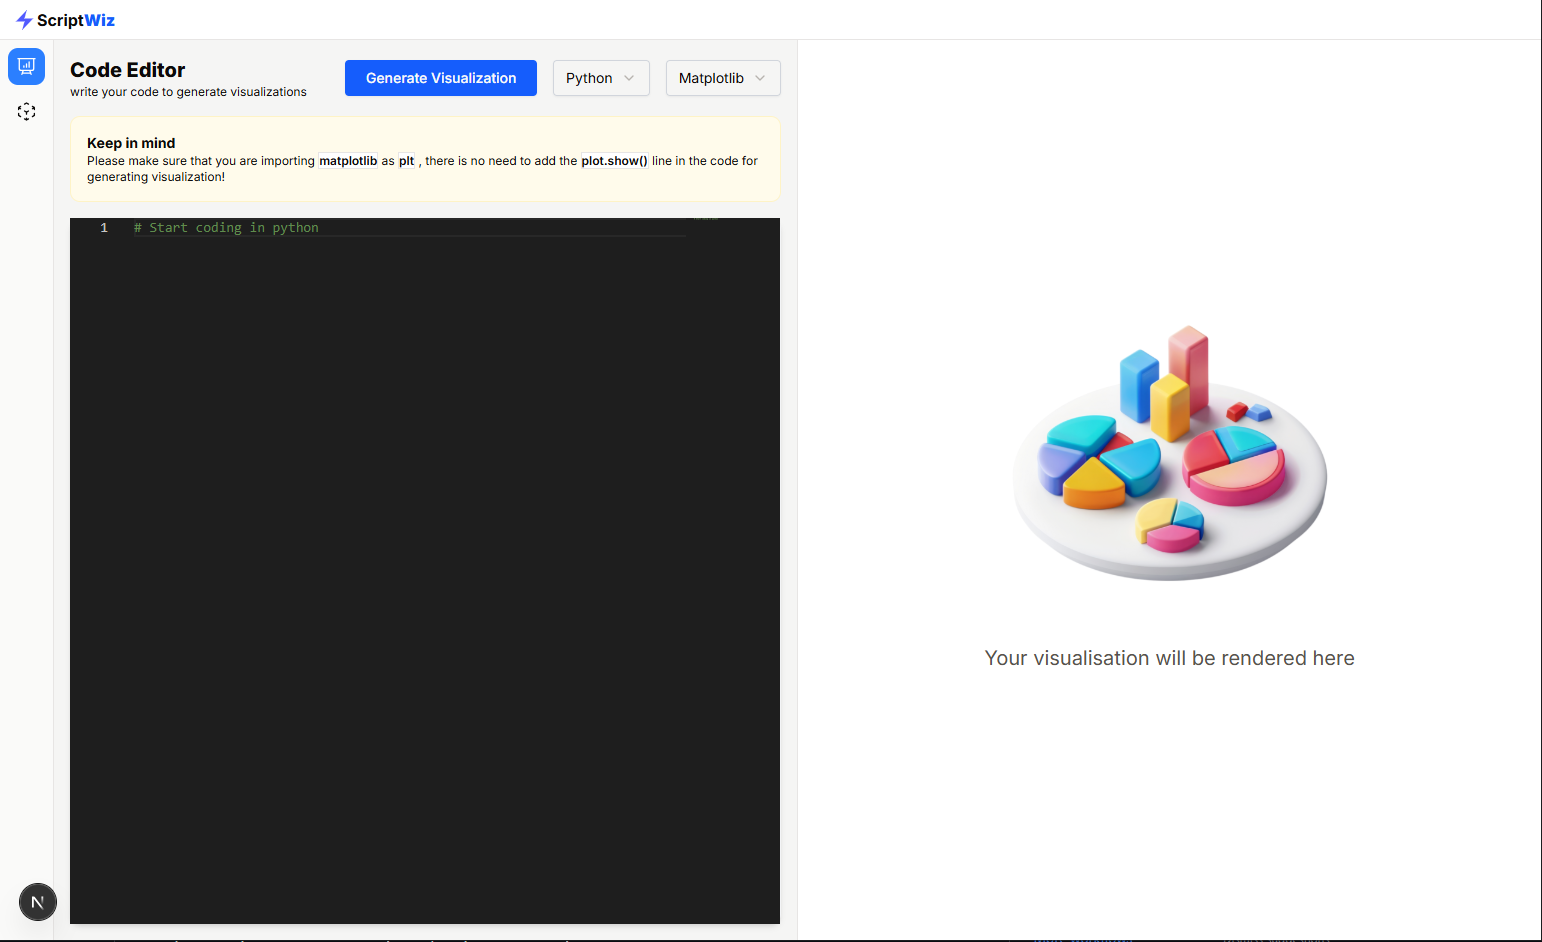 ScriptWiz
Code Editor
write your code to generate visualizations
Generate Visualization
Python
Matplotlib
Keep in mind
Please make sure that you are importing matplotlib as plt , there is no need to add the plot.show() line in the code for
generating visualization!
1 # Start coding in python
Your visualisation will be rendered here
N